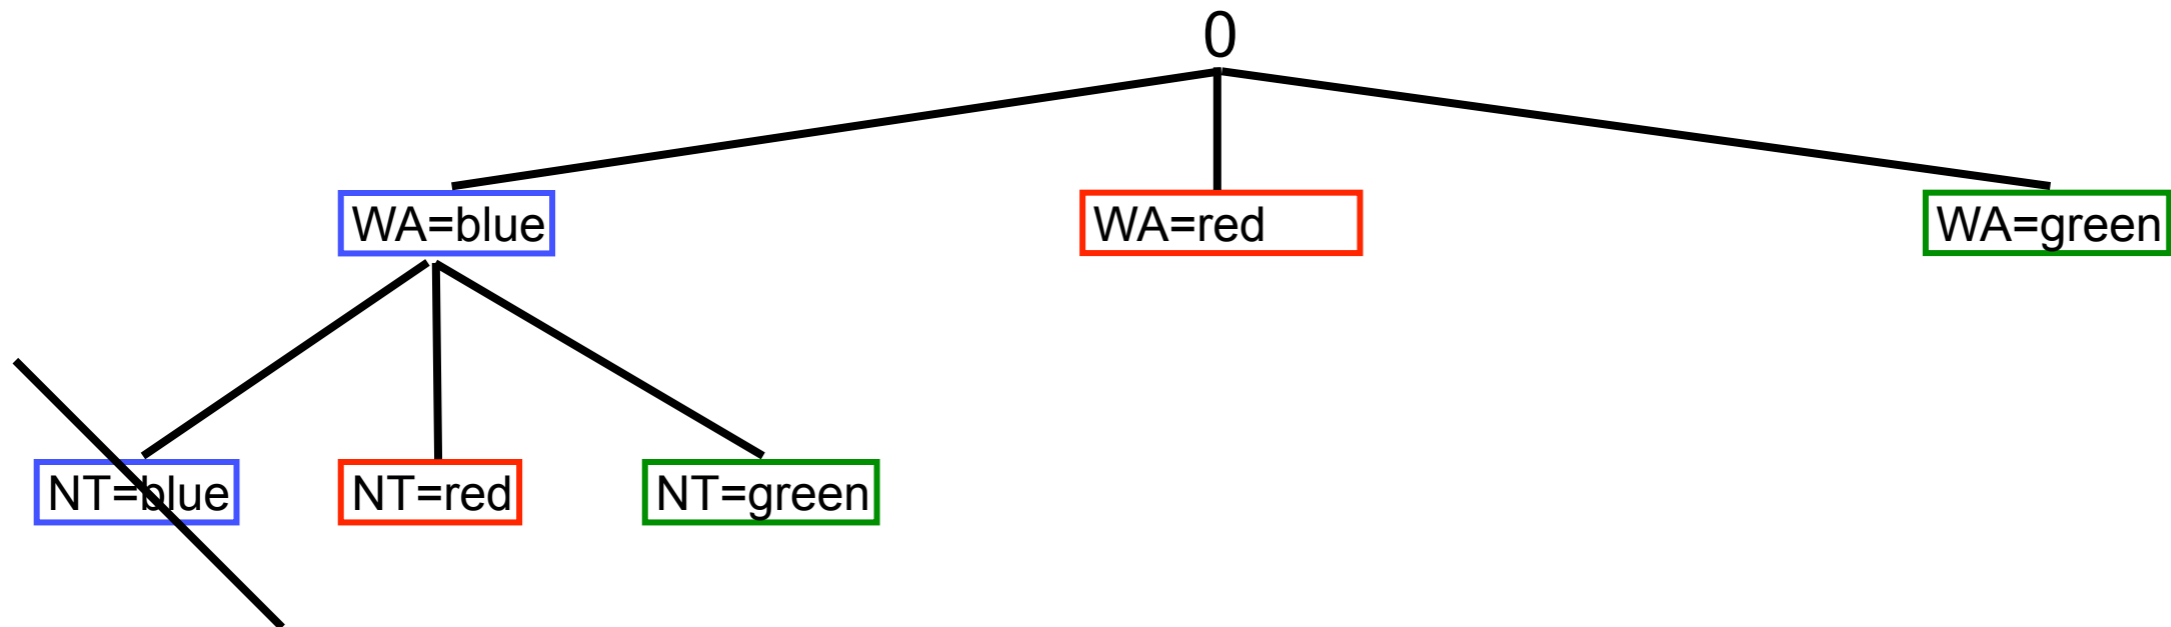 0
WA=blue
WA=red
WA=green
NT=blue
NT=red
NT=green